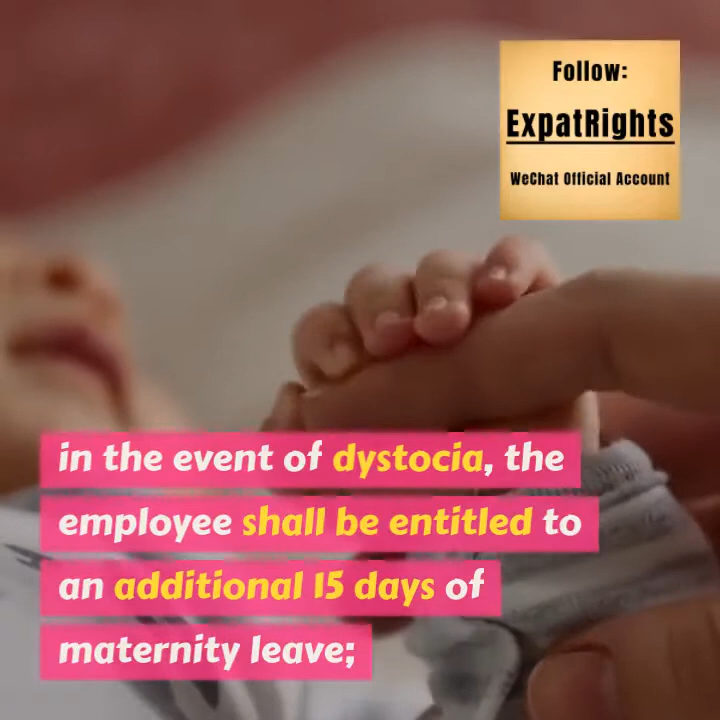 Follow:
ExpatRights
WeChat Official Account
in the event of dystocia, the
employee shall be entitled to
an additional 15 days of
maternity leave;